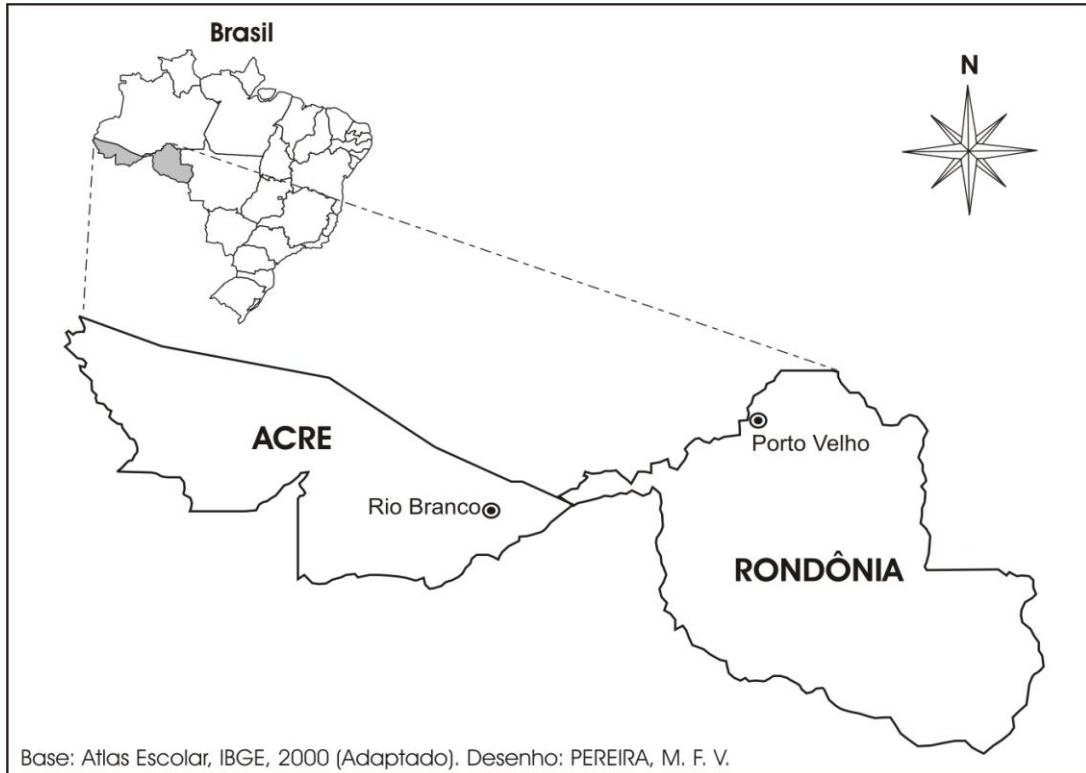 Brasil
N
ACRE
Porto Velho
Rio Branco
RONDÔNIA
Base: Atlas Escolar, IBGE, 2000 (Adaptado). Desenho: PEREIRA, M. F. V.